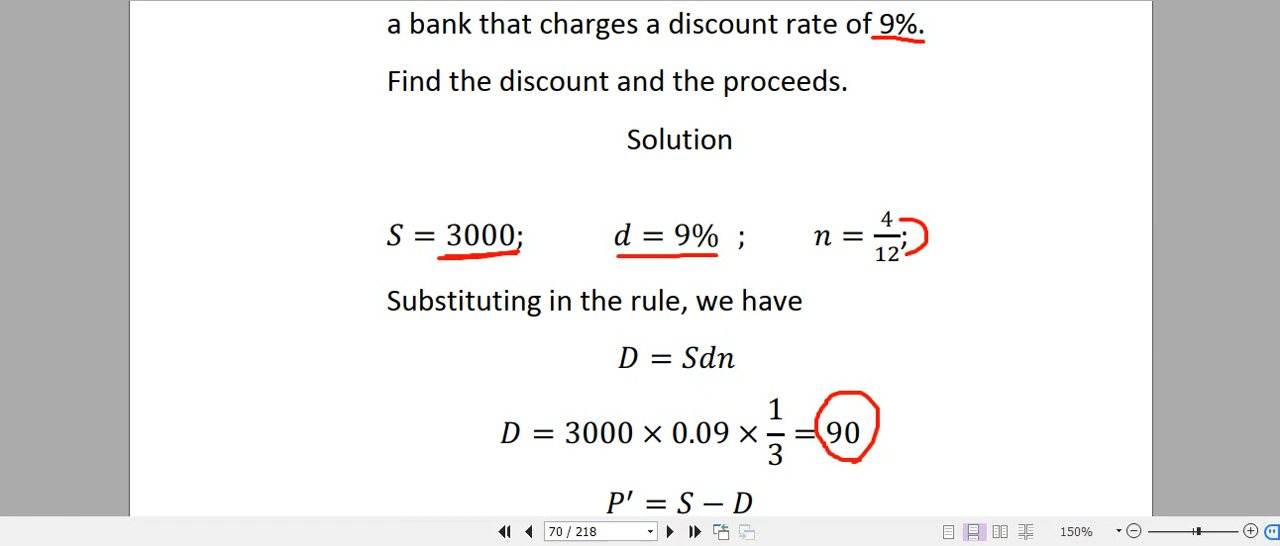 a bank that charges a discount rate of 9%.
Find the discount and the proceeds.
Solution
S = 3000; d = 9% ; n = 4/12;
Substituting in the rule, we have
D = Sdn
D = 3000 × 0.09 × 1/3 = 90
P′ = S − D
70 / 218 150%